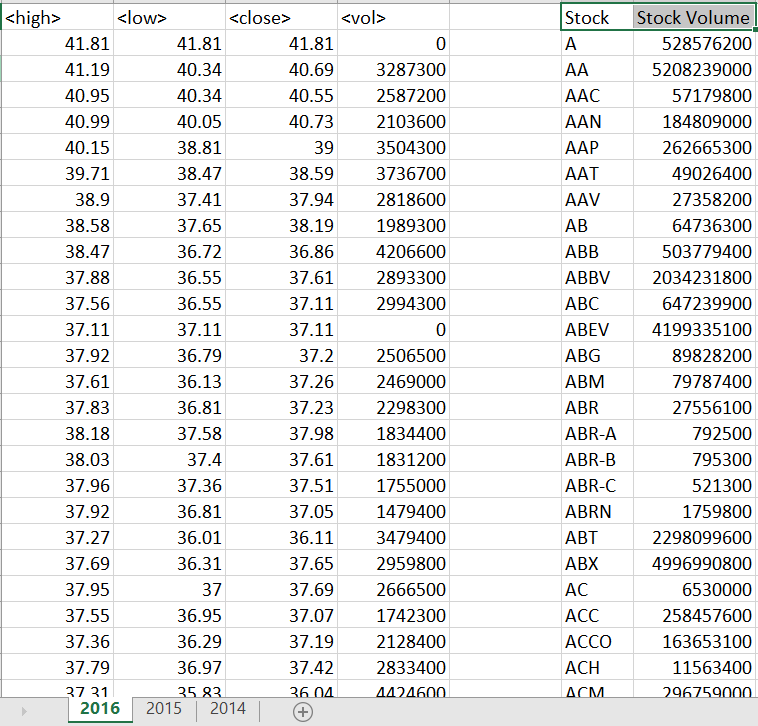 <high> <low> <close> <vol> Stock Stock Volume
41.81 41.81 41.81 0 A 528576200
41.19 40.34 40.69 3287300 AA 5208239000
40.95 40.34 40.55 2587200 AAC 57179800
40.99 40.05 40.73 2103600 AAN 184809000
40.15 38.81 39 3504300 AAP 262665300
39.71 38.47 38.59 3736700 AAT 49026400
38.9 37.41 37.94 2818600 AAV 27358200
38.58 37.65 38.19 1989300 AB 64736300
38.47 36.72 36.86 4206600 ABB 503779400
37.88 36.55 37.61 2893300 ABBV 2034231800
37.56 36.55 37.11 2994300 ABC 647239900
37.11 37.11 37.11 0 ABEV 4199335100
37.92 36.79 37.2 2506500 ABG 89828200
37.61 36.13 37.26 2469000 ABM 79787400
37.83 36.81 37.23 2298300 ABR 27556100
38.18 37.58 37.98 1834400 ABR-A 792500
38.03 37.4 37.61 1831200 ABR-B 795300
37.96 37.36 37.51 1755000 ABR-C 521300
37.92 36.81 37.05 1479400 ABRN 1759800
37.27 36.01 36.11 3479400 ABT 2298099600
37.69 36.31 37.65 2959800 ABX 4996990800
37.95 37 37.69 2666500 AC 6530000
37.55 36.95 37.07 1742300 ACC 258457600
37.36 36.29 37.19 2128400 ACCO 163653100
37.79 36.97 37.42 2833400 ACH 11563400
37.31 35.83 36.04 4424600 ACM 296759000
2016 2015 2014